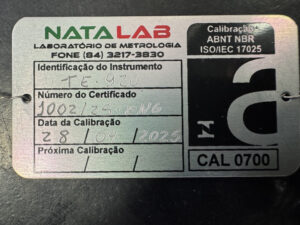 NATALAB
LABORATÓRIO DE METROLOGIA
FONE (84) 3217-3830
Calibração
ABNT NBR
ISO/IEC 17025
Identificação do Instrumento
Número do Certificado
1002/
Data da Calibração
28 / / 2025
Próxima Calibração
CAL 0700